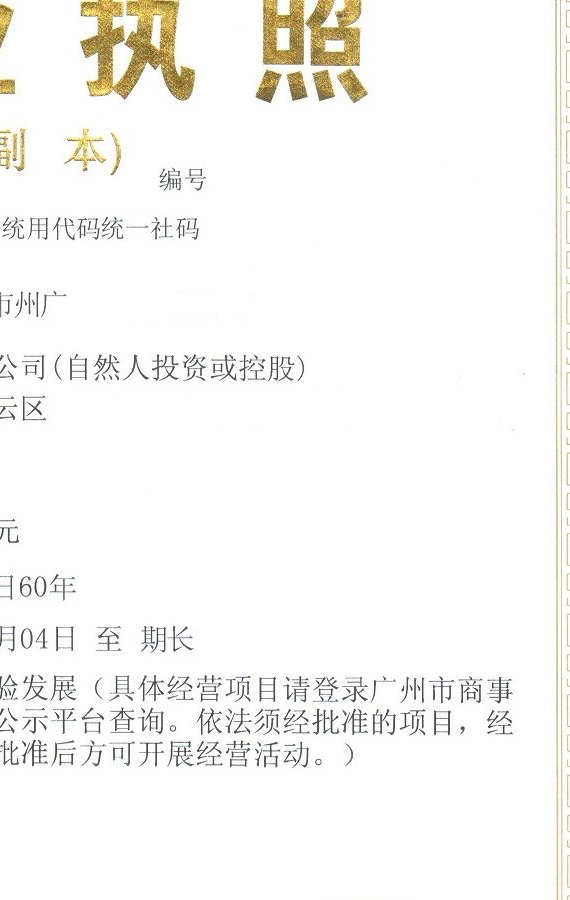 执照
副 本)
编号
统用代码统一社码
市州广
公司(自然人投资或控股)
云区
元
日60年
月04日 至 期长
验发展（具体经营项目请登录广州市商事
公示平台查询。依法须经批准的项目，经
批准后方可开展经营活动。）